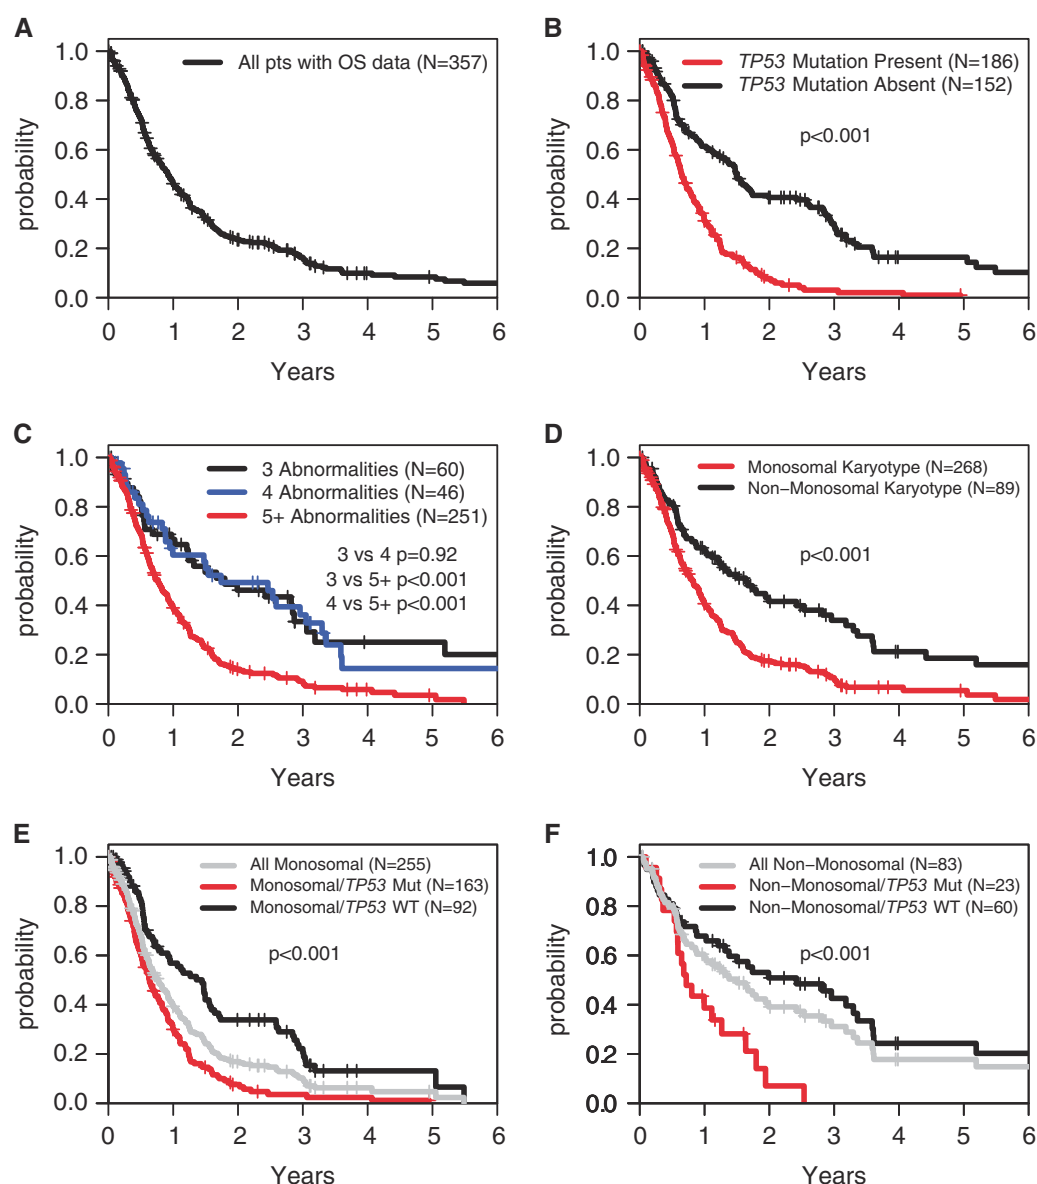 A
probability
1.0
0.8
0.6
0.4
0.2
0.0
All pts with OS data (N=357)
0 1 2 3 4 5 6
Years
B
probability
1.0
0.8
0.6
0.4
0.2
0.0
TP53 Mutation Present (N=186)
TP53 Mutation Absent (N=152)
p<0.001
0 1 2 3 4 5 6
Years
C
probability
1.0
0.8
0.6
0.4
0.2
0.0
3 Abnormalities (N=60)
4 Abnormalities (N=46)
5+ Abnormalities (N=251)
3 vs 4 p=0.92
3 vs 5+ p<0.001
4 vs 5+ p<0.001
0 1 2 3 4 5 6
Years
D
probability
1.0
0.8
0.6
0.4
0.2
0.0
Monosomal Karyotype (N=268)
Non−Monosomal Karyotype (N=89)
p<0.001
0 1 2 3 4 5 6
Years
E
probability
1.0
0.8
0.6
0.4
0.2
0.0
All Monosomal (N=255)
Monosomal/TP53 Mut (N=163)
Monosomal/TP53 WT (N=92)
p<0.001
0 1 2 3 4 5 6
Years
F
probability
1.0
0.8
0.6
0.4
0.2
0.0
All Non−Monosomal (N=83)
Non−Monosomal/TP53 Mut (N=23)
Non−Monosomal/TP53 WT (N=60)
p<0.001
0 1 2 3 4 5 6
Years